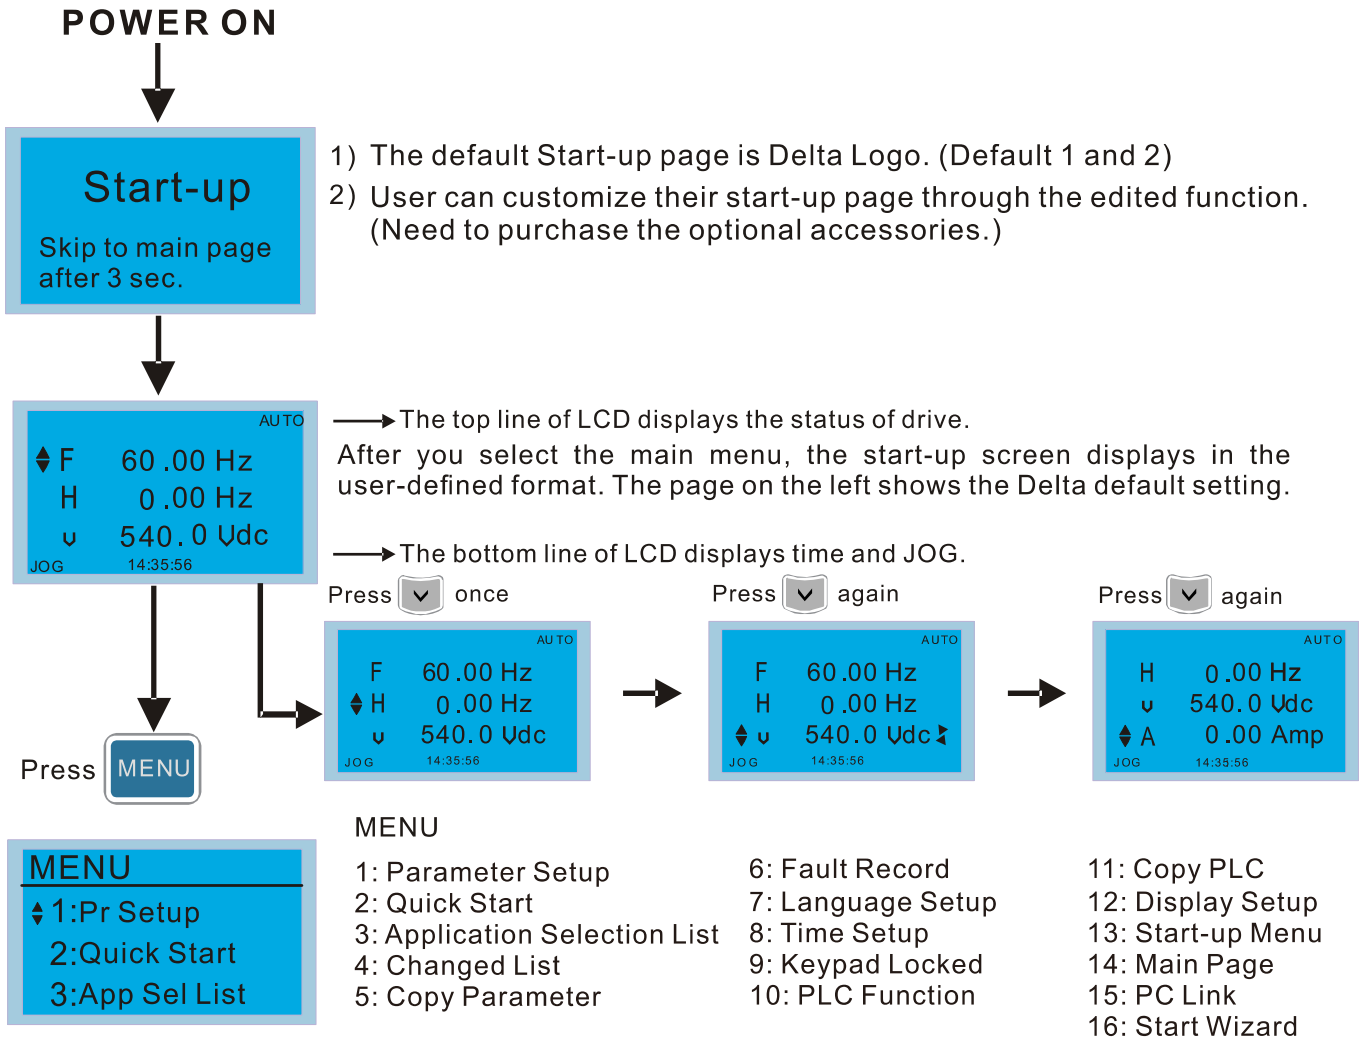 POWER ON
Start-up
Skip to main page
after 3 sec.
1) The default Start-up page is Delta Logo. (Default 1 and 2)
2) User can customize their start-up page through the edited function.
(Need to purchase the optional accessories.)
AUTO
F 60.00 Hz
H 0.00 Hz
u 540.0 Vdc
JOG 14:35:56
The top line of LCD displays the status of drive.
After you select the main menu, the start-up screen displays in the
user-defined format. The page on the left shows the Delta default setting.
The bottom line of LCD displays time and JOG.
Press once
AUTO
F 60.00 Hz
H 0.00 Hz
u 540.0 Vdc
JOG 14:35:56
Press again
AUTO
F 60.00 Hz
H 0.00 Hz
u 540.0 Vdc
JOG 14:35:56
Press again
AUTO
H 0.00 Hz
u 540.0 Vdc
A 0.00 Amp
JOG 14:35:56
Press MENU
MENU
1:Pr Setup
2:Quick Start
3:App Sel List
MENU
1: Parameter Setup
2: Quick Start
3: Application Selection List
4: Changed List
5: Copy Parameter
6: Fault Record
7: Language Setup
8: Time Setup
9: Keypad Locked
10: PLC Function
11: Copy PLC
12: Display Setup
13: Start-up Menu
14: Main Page
15: PC Link
16: Start Wizard